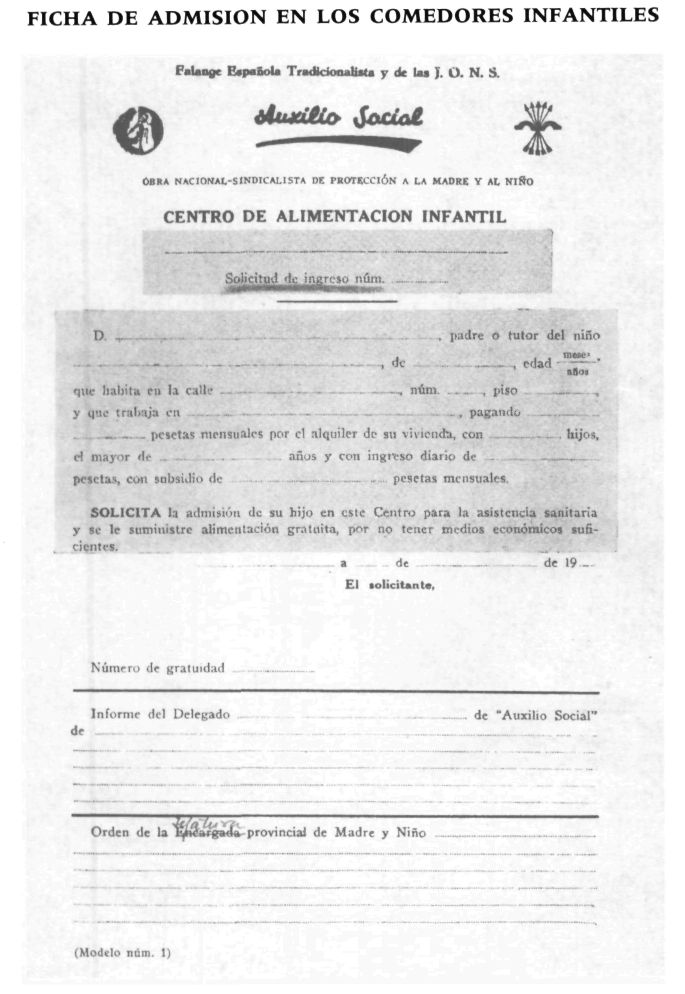 FICHA DE ADMISION EN LOS COMEDORES INFANTILES
Falange Española Tradicionalista y de las J. O. N. S.
Auxilio Social
OBRA NACIONAL-SINDICALISTA DE PROTECCIÓN A LA MADRE Y AL NIÑO
CENTRO DE ALIMENTACION INFANTIL
Solicitud de ingreso núm.
D. , padre o tutor del niño
, de , edad meses años ,
que habita en la calle , núm. , piso ,
y que trabaja en , pagando
pesetas mensuales por el alquiler de su vivienda, con hijos,
el mayor de años y con ingreso diario de
pesetas, con subsidio de pesetas mensuales.
SOLICITA la admisión de su hijo en este Centro para la asistencia sanitaria
y se le suministre alimentación gratuita, por no tener medios económicos sufi-
cientes.
a de de 19
El solicitante,
Número de gratuidad
Informe del Delegado de "Auxilio Social"
de
Jefatura
Orden de la Encargada provincial de Madre y Niño
(Modelo núm. 1)